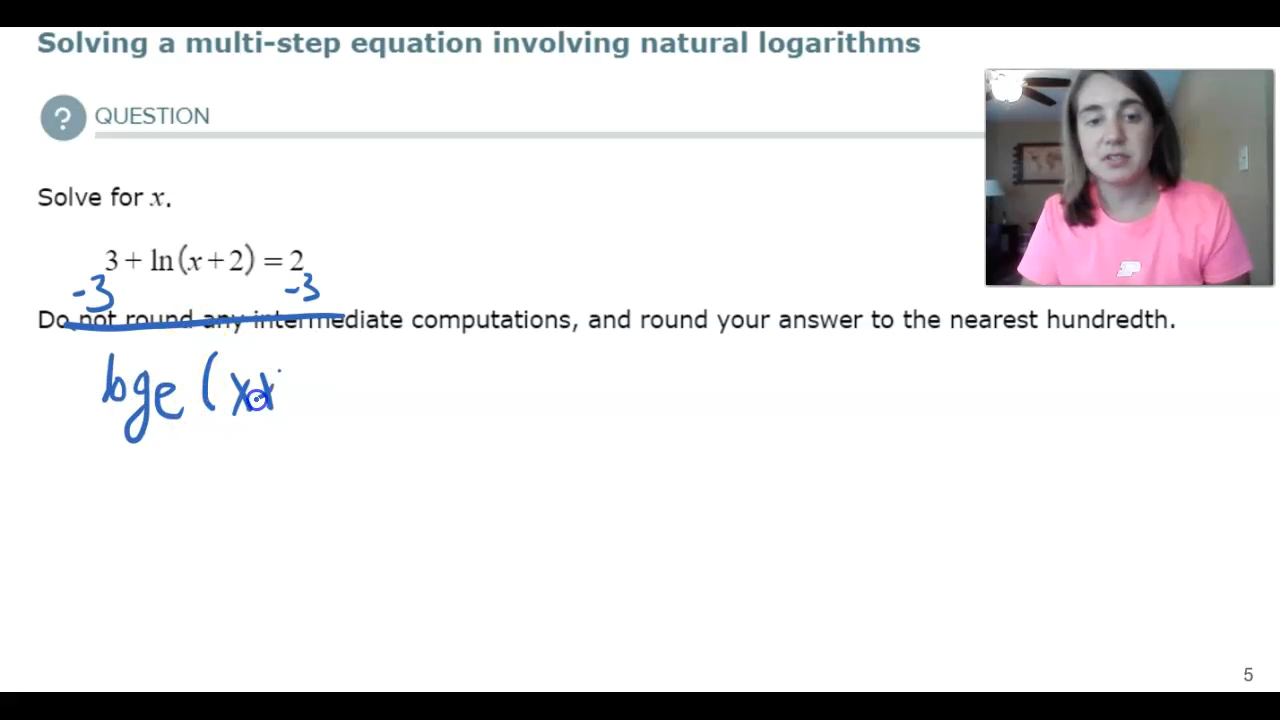 Solving a multi-step equation involving natural logarithms
? QUESTION
Solve for x.
3 + ln(x+2) = 2
-3 -3
Do not round any intermediate computations, and round your answer to the nearest hundredth.
loge (x
5